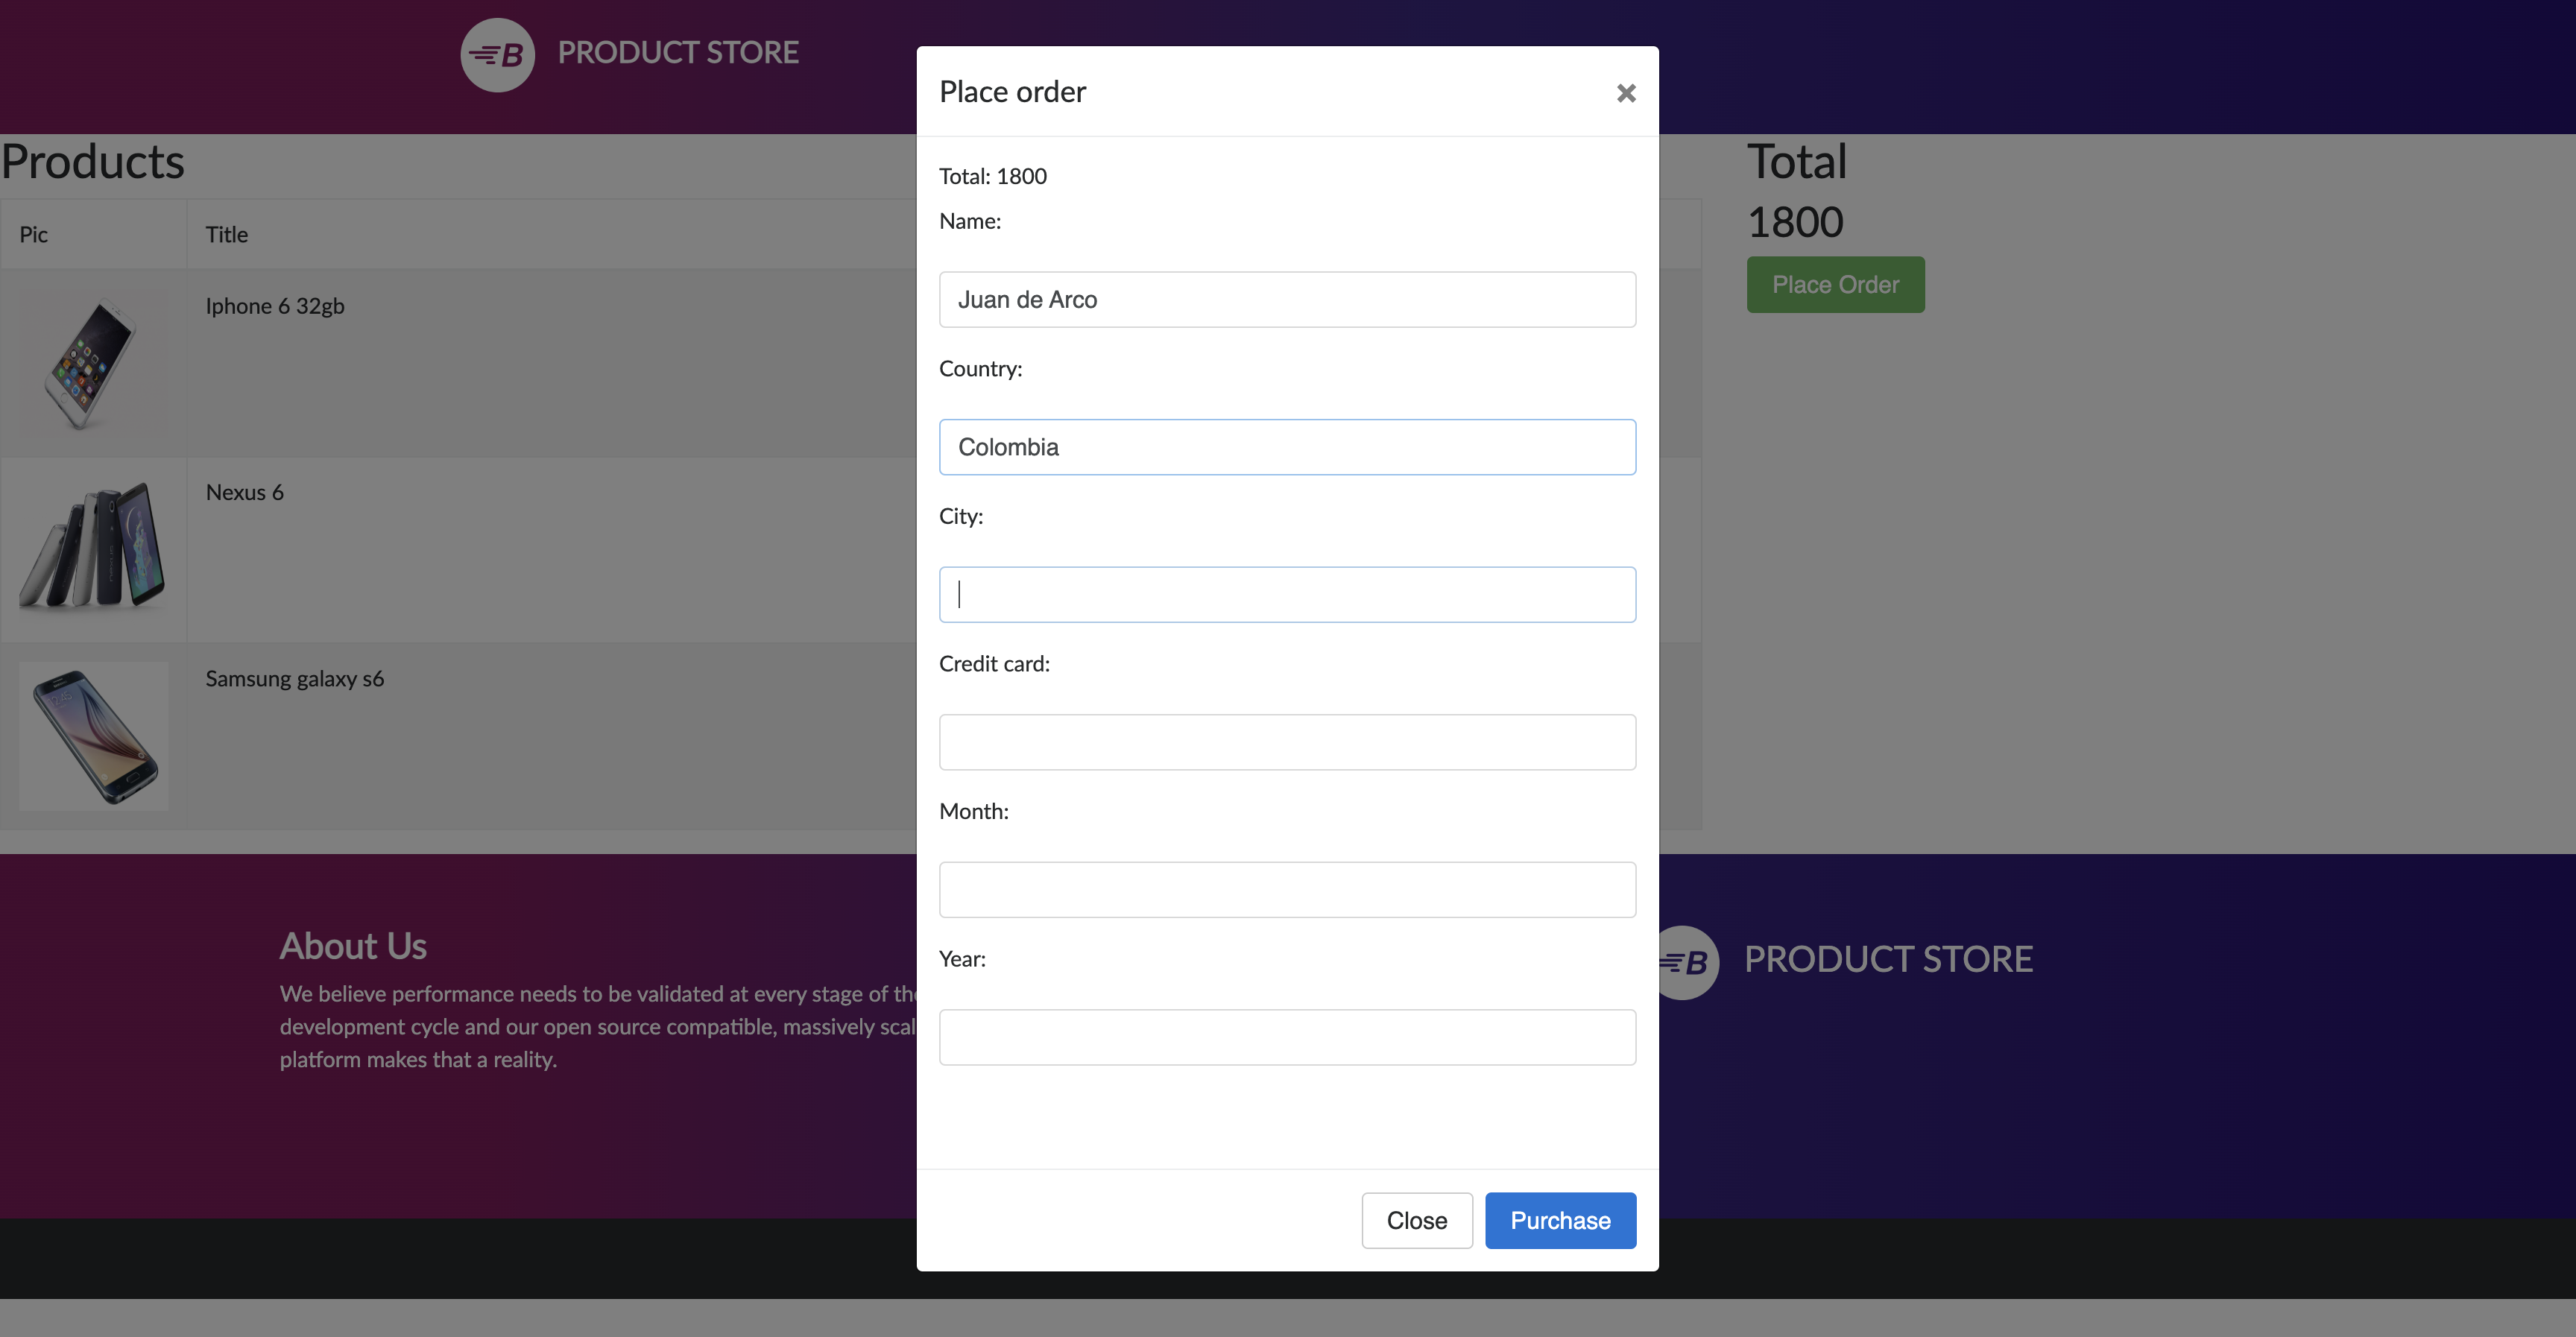 B PRODUCT STORE
Products
Pic Title
Iphone 6 32gb
Nexus 6
Samsung galaxy s6
Place order ×
Total: 1800
Name:
Juan de Arco
Country:
Colombia
City:
Credit card:
Month:
Year:
Close Purchase
Total
1800
Place Order
About Us
We believe performance needs to be validated at every stage of the
development cycle and our open source compatible, massively scal
platform makes that a reality.
B PRODUCT STORE